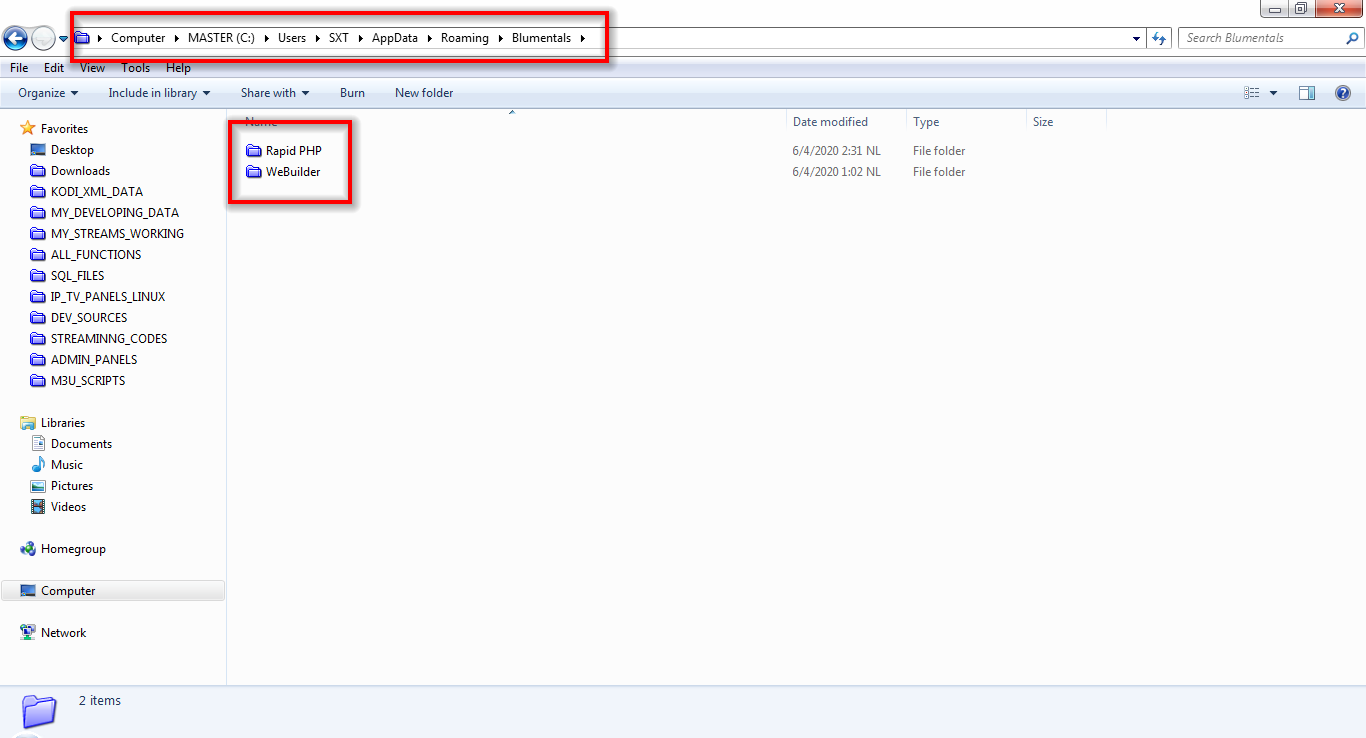 Computer MASTER (C:) Users SXT AppData Roaming Blumentals
Search Blumentals
File Edit View Tools Help
Organize Include in library Share with Burn New folder
Name Date modified Type Size
Rapid PHP 6/4/2020 2:31 NL File folder
WeBuilder 6/4/2020 1:02 NL File folder
Favorites
Desktop
Downloads
KODI_XML_DATA
MY_DEVELOPING_DATA
MY_STREAMS_WORKING
ALL_FUNCTIONS
SQL_FILES
IP_TV_PANELS_LINUX
DEV_SOURCES
STREAMINNG_CODES
ADMIN_PANELS
M3U_SCRIPTS
Libraries
Documents
Music
Pictures
Videos
Homegroup
Computer
Network
2 items